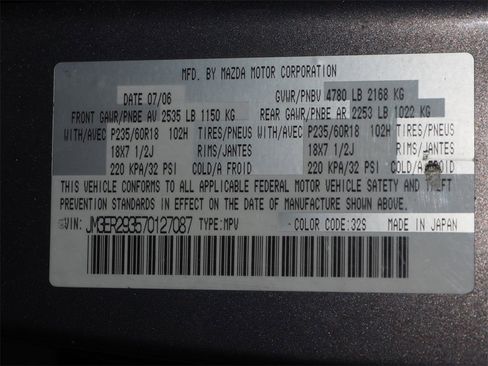 MFD. BY MAZDA MOTOR CORPORATION
DATE 07/06 GVWR/PNBV 4780 LB 2168 KG
FRONT GAWR/PNBE AV 2535 LB 1150 KG REAR GAWR/PNBE AR 2253 LB 1022 KG
WITH/AVEC P235/60R18 102H TIRES/PNEUS WITH/AVEC P235/60R18 102H TIRES/PNEUS
18X7 1/2J RIMS/JANTES 18X7 1/2J RIMS/JANTES
220 KPA/32 PSI COLD/A FROID 220 KPA/32 PSI COLD/A FROID
THIS VEHICLE CONFORMS TO ALL APPLICABLE FEDERAL MOTOR VEHICLE SAFETY AND THEFT
PREVENTION STANDARDS IN EFFECT ON THE DATE OF MANUFACTURE SHOWN ABOVE.
VIN: JM3ER293570127087 TYPE:MPV COLOR CODE:32S MADE IN JAPAN